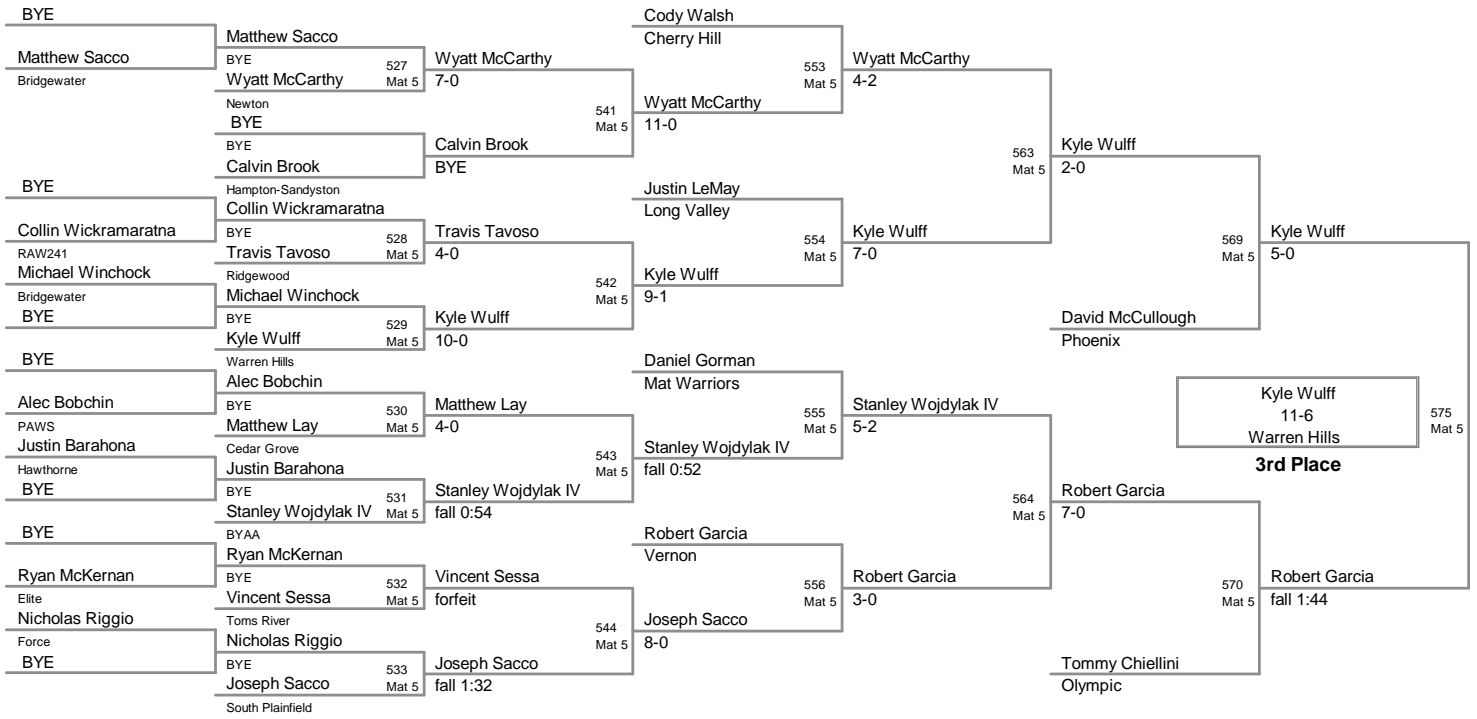 BYE
Matthew Sacco
Bridgewater
BYE
Collin Wickramaratna
RAW241
Michael Winchock
Bridgewater
BYE
BYE
Alec Bobchin
PAWS
Justin Barahona
Hawthorne
BYE
BYE
Ryan McKernan
Elite
Nicholas Riggio
Force
BYE
Matthew Sacco
BYE
527
Wyatt McCarthy
Mat 5
Newton
BYE
BYE
Calvin Brook
Hampton-Sandyston
Collin Wickramaratna
BYE
528
Travis Tavoso
Mat 5
Ridgewood
Michael Winchock
BYE
529
Kyle Wulff
Mat 5
Warren Hills
Alec Bobchin
BYE
530
Matthew Lay
Mat 5
Cedar Grove
Justin Barahona
BYE
531
Stanley Wojdylak IV
Mat 5
BYAA
Ryan McKernan
BYE
532
Vincent Sessa
Mat 5
Toms River
Nicholas Riggio
BYE
533
Joseph Sacco
Mat 5
South Plainfield
Wyatt McCarthy
7-0
541
Mat 5
Calvin Brook
BYE
Travis Tavoso
4-0
542
Mat 5
Kyle Wulff
10-0
Matthew Lay
4-0
543
Mat 5
Stanley Wojdylak IV
fall 0:54
Vincent Sessa
forfeit
544
Mat 5
Joseph Sacco
fall 1:32
Cody Walsh
Cherry Hill
553
Mat 5
Wyatt McCarthy
11-0
Justin LeMay
Long Valley
554
Mat 5
Kyle Wulff
9-1
Daniel Gorman
Mat Warriors
555
Mat 5
Stanley Wojdylak IV
fall 0:52
Robert Garcia
Vernon
556
Mat 5
Joseph Sacco
8-0
Wyatt McCarthy
4-2
563
Mat 5
Kyle Wulff
7-0
Stanley Wojdylak IV
5-2
564
Mat 5
Robert Garcia
3-0
Kyle Wulff
2-0
569
Mat 5
David McCullough
Phoenix
Robert Garcia
7-0
570
Mat 5
Tommy Chiellini
Olympic
Kyle Wulff
5-0
Kyle Wulff
11-6
Warren Hills
3rd Place
575
Mat 5
Robert Garcia
fall 1:44